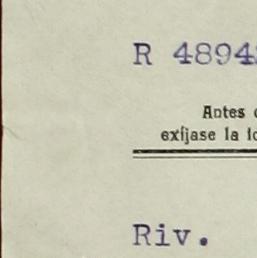 R 4894
Antes
exíjase la
Riv.